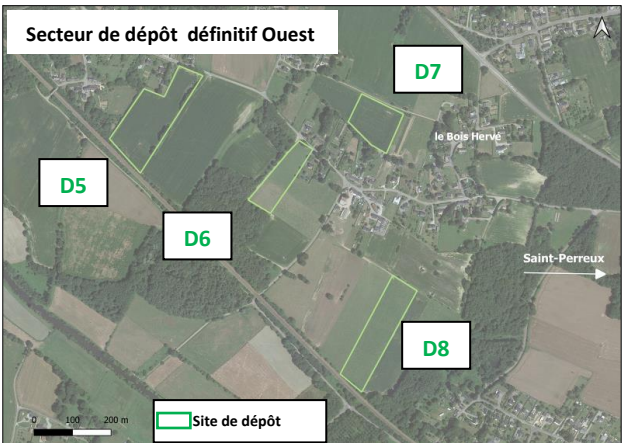 Secteur de dépôt définitif Ouest
D7
le Bois Hervé
D5
D6
Saint-Perreux
D8
0 100 200 m
Site de dépôt